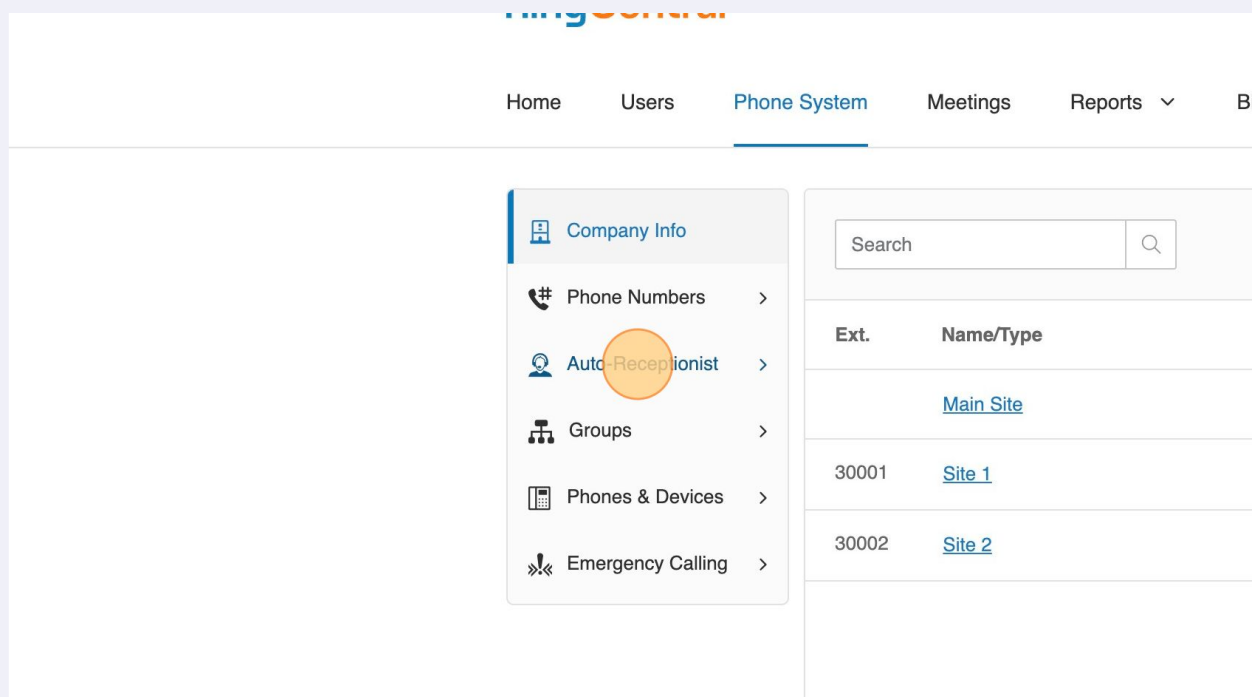 RingCentral
Home Users Phone System Meetings Reports
Company Info
Phone Numbers
Auto-Receptionist
Groups
Phones & Devices
Emergency Calling
Search
Ext. Name/Type
Main Site
30001 Site 1
30002 Site 2